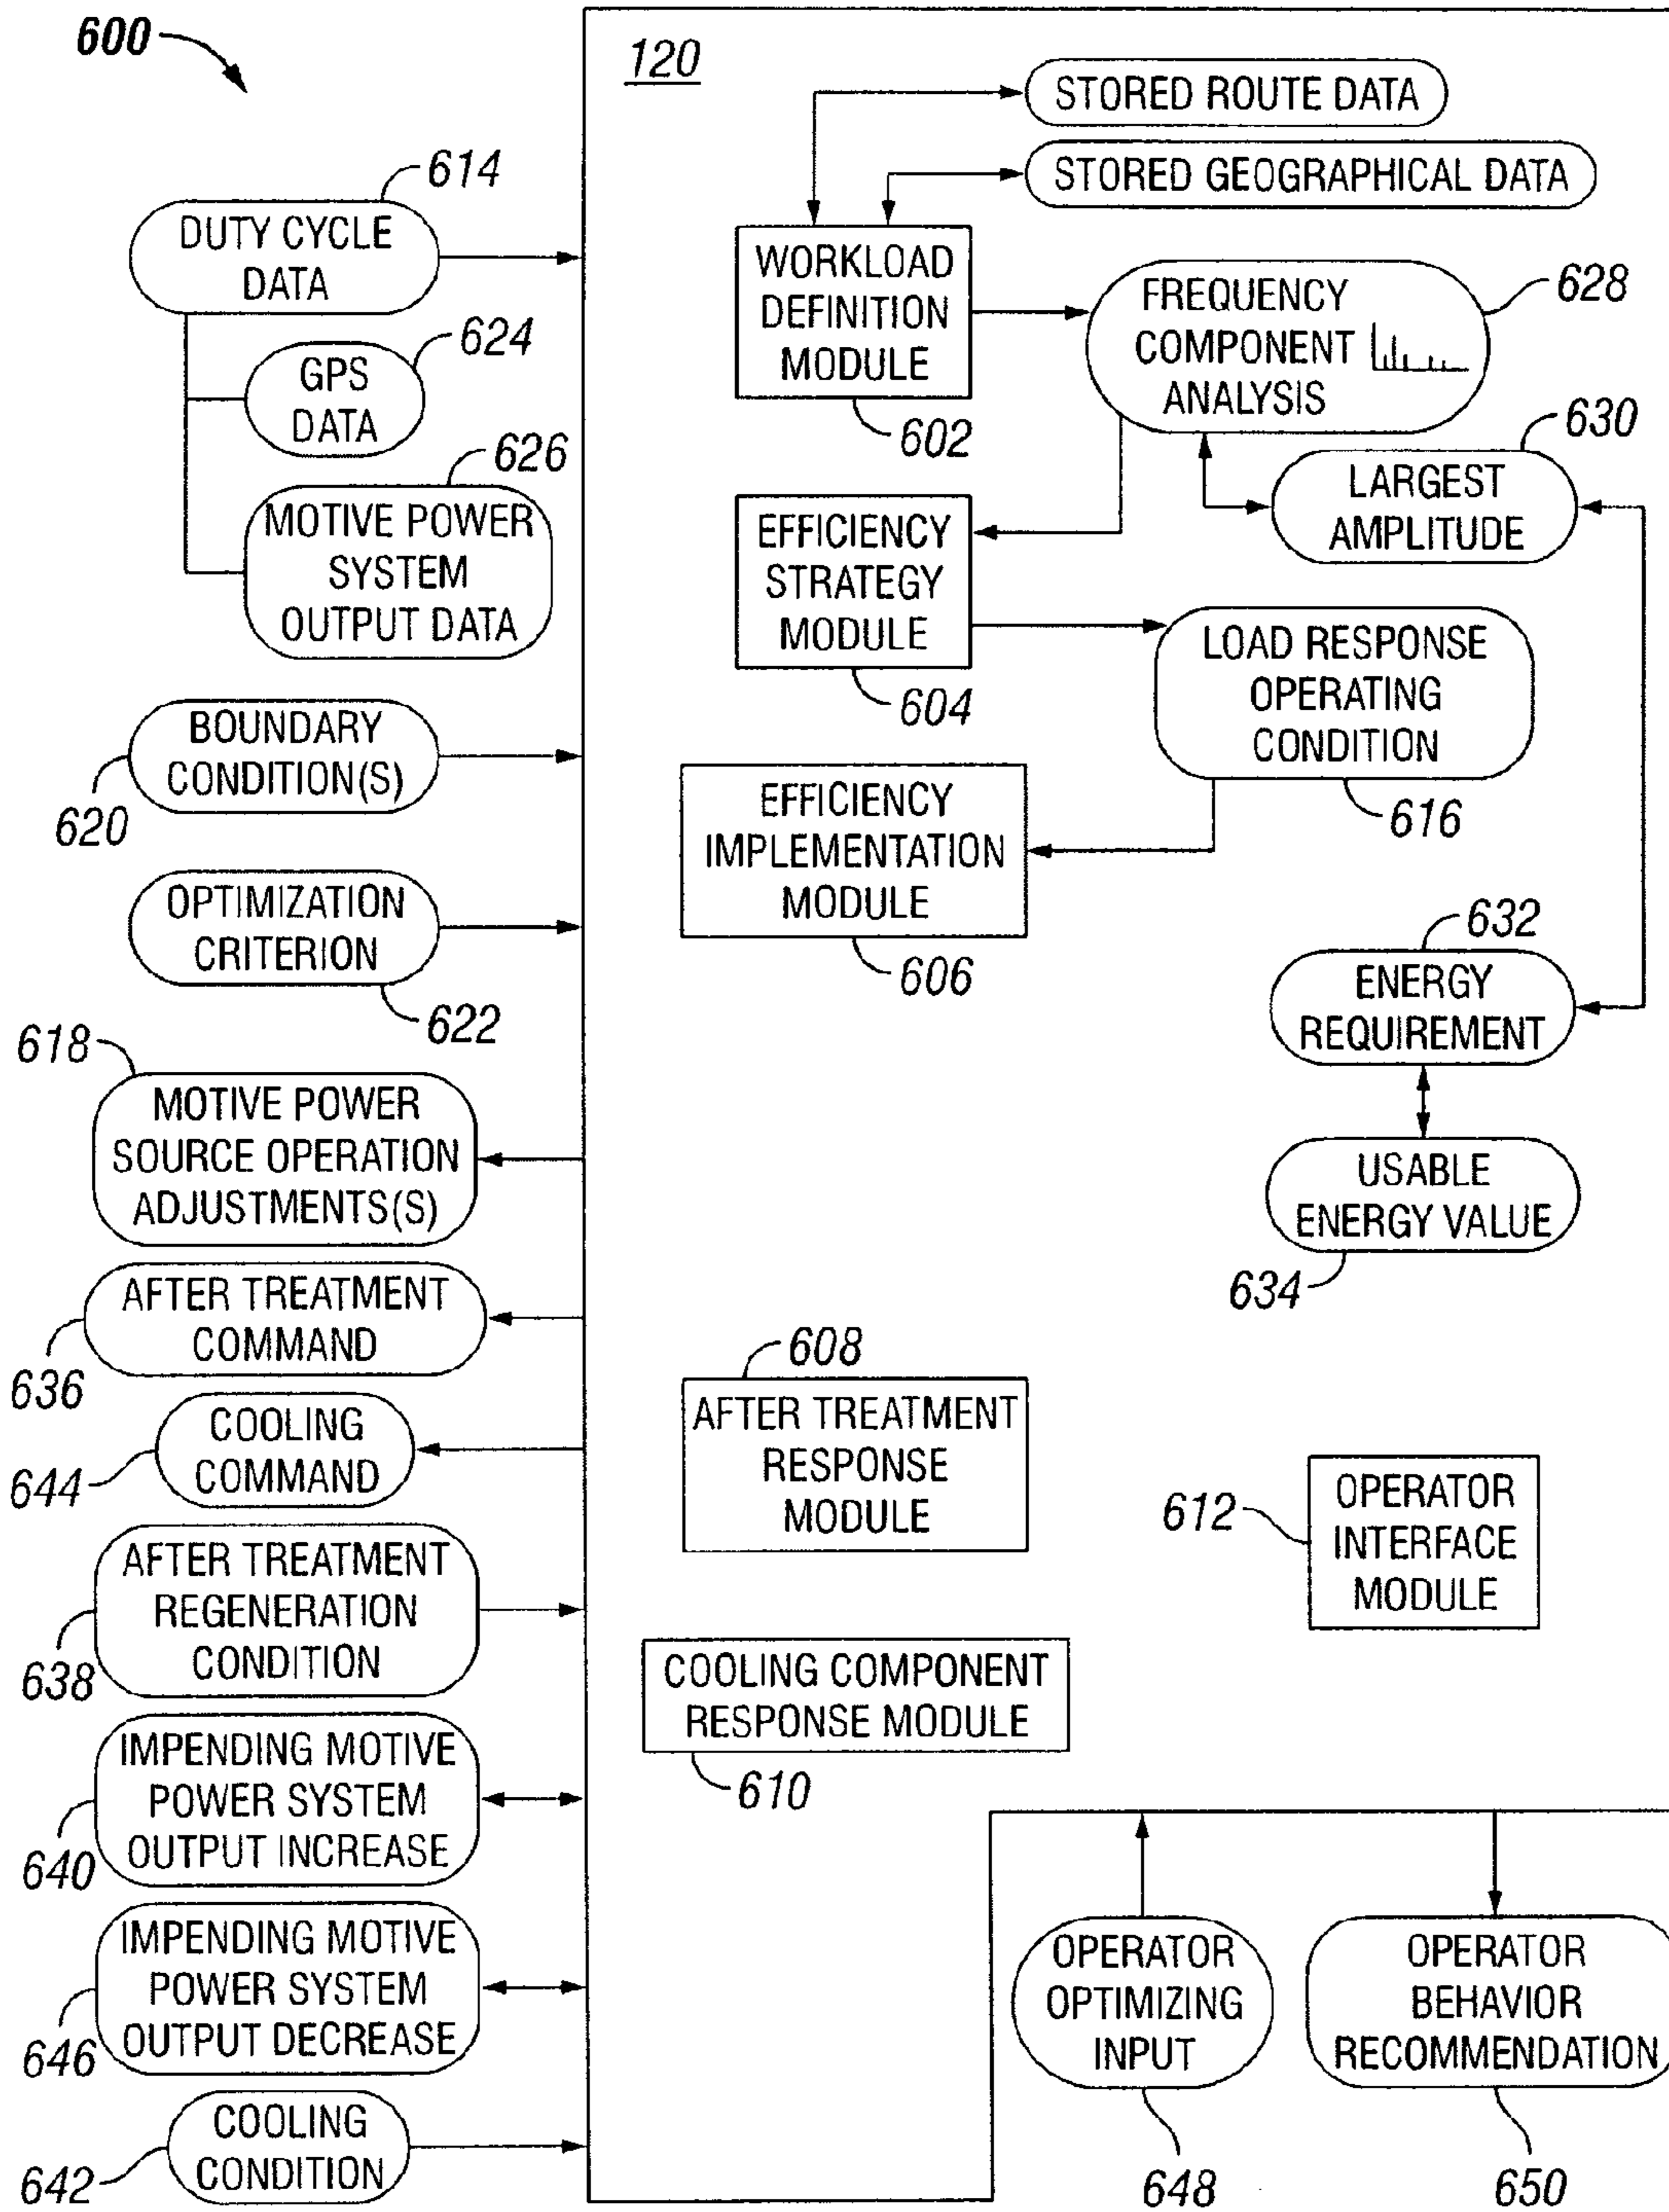 600
120
STORED ROUTE DATA
STORED GEOGRAPHICAL DATA
614
DUTY CYCLE
DATA
624
GPS
DATA
626
MOTIVE POWER
SYSTEM
OUTPUT DATA
BOUNDARY
CONDITION(S)
620
OPTIMIZATION
CRITERION
622
618
MOTIVE POWER
SOURCE OPERATION
ADJUSTMENTS(S)
AFTER TREATMENT
COMMAND
636
COOLING
COMMAND
644
AFTER TREATMENT
REGENERATION
CONDITION
638
IMPENDING MOTIVE
POWER SYSTEM
OUTPUT INCREASE
640
IMPENDING MOTIVE
POWER SYSTEM
OUTPUT DECREASE
646
COOLING
CONDITION
642
WORKLOAD
DEFINITION
MODULE
602
FREQUENCY
COMPONENT
ANALYSIS
628
630
LARGEST
AMPLITUDE
EFFICIENCY
STRATEGY
MODULE
604
LOAD RESPONSE
OPERATING
CONDITION
616
EFFICIENCY
IMPLEMENTATION
MODULE
606
632
ENERGY
REQUIREMENT
USABLE
ENERGY VALUE
634
608
AFTER TREATMENT
RESPONSE
MODULE
612
OPERATOR
INTERFACE
MODULE
COOLING COMPONENT
RESPONSE MODULE
610
OPERATOR
OPTIMIZING
INPUT
648
OPERATOR
BEHAVIOR
RECOMMENDATION
650